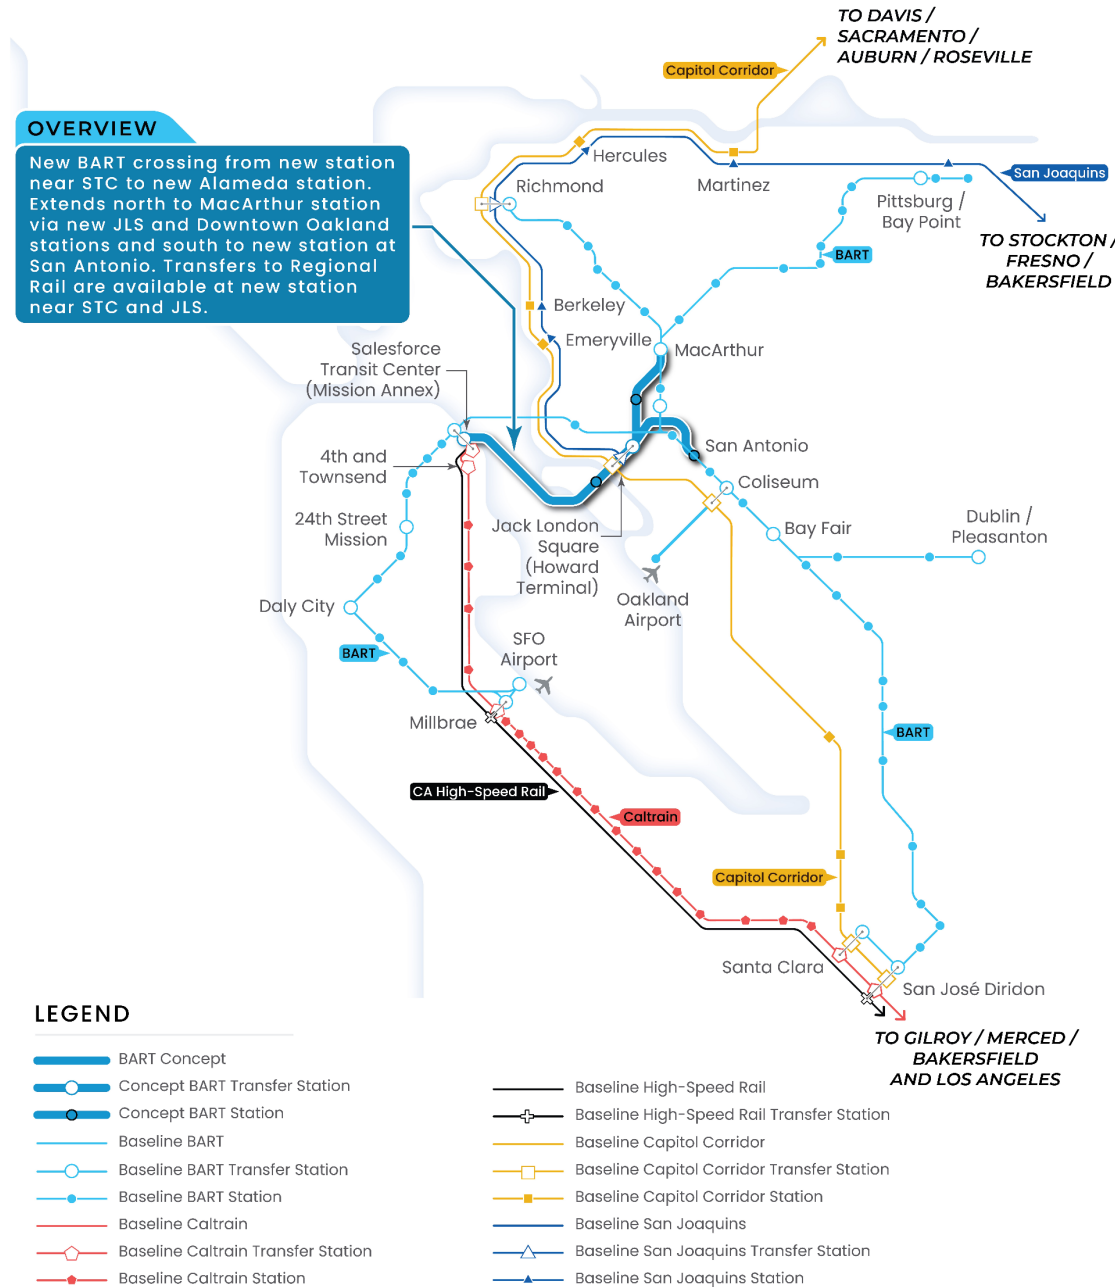 TO DAVIS /
SACRAMENTO /
AUBURN / ROSEVILLE
Capitol Corridor
OVERVIEW
New BART crossing from new station
near STC to new Alameda station.
Extends north to MacArthur station
via new JLS and Downtown Oakland
stations and south to new station at
San Antonio. Transfers to Regional
Rail are available at new station
near STC and JLS.
Hercules
Richmond
Martinez
San Joaquins
Pittsburg /
Bay Point
TO STOCKTON /
FRESNO /
BAKERSFIELD
BART
Berkeley
Emeryville
MacArthur
Salesforce
Transit Center
(Mission Annex)
San Antonio
4th and
Townsend
Coliseum
24th Street
Mission
Jack London
Square
(Howard
Terminal)
Bay Fair
Dublin /
Pleasanton
Oakland
Airport
Daly City
BART
SFO
Airport
Millbrae
BART
CA High-Speed Rail
Caltrain
Capitol Corridor
Santa Clara
San José Diridon
TO GILROY / MERCED /
BAKERSFIELD
AND LOS ANGELES
LEGEND
BART Concept
Concept BART Transfer Station
Concept BART Station
Baseline BART
Baseline BART Transfer Station
Baseline BART Station
Baseline Caltrain
Baseline Caltrain Transfer Station
Baseline Caltrain Station
Baseline High-Speed Rail
Baseline High-Speed Rail Transfer Station
Baseline Capitol Corridor
Baseline Capitol Corridor Transfer Station
Baseline Capitol Corridor Station
Baseline San Joaquins
Baseline San Joaquins Transfer Station
Baseline San Joaquins Station